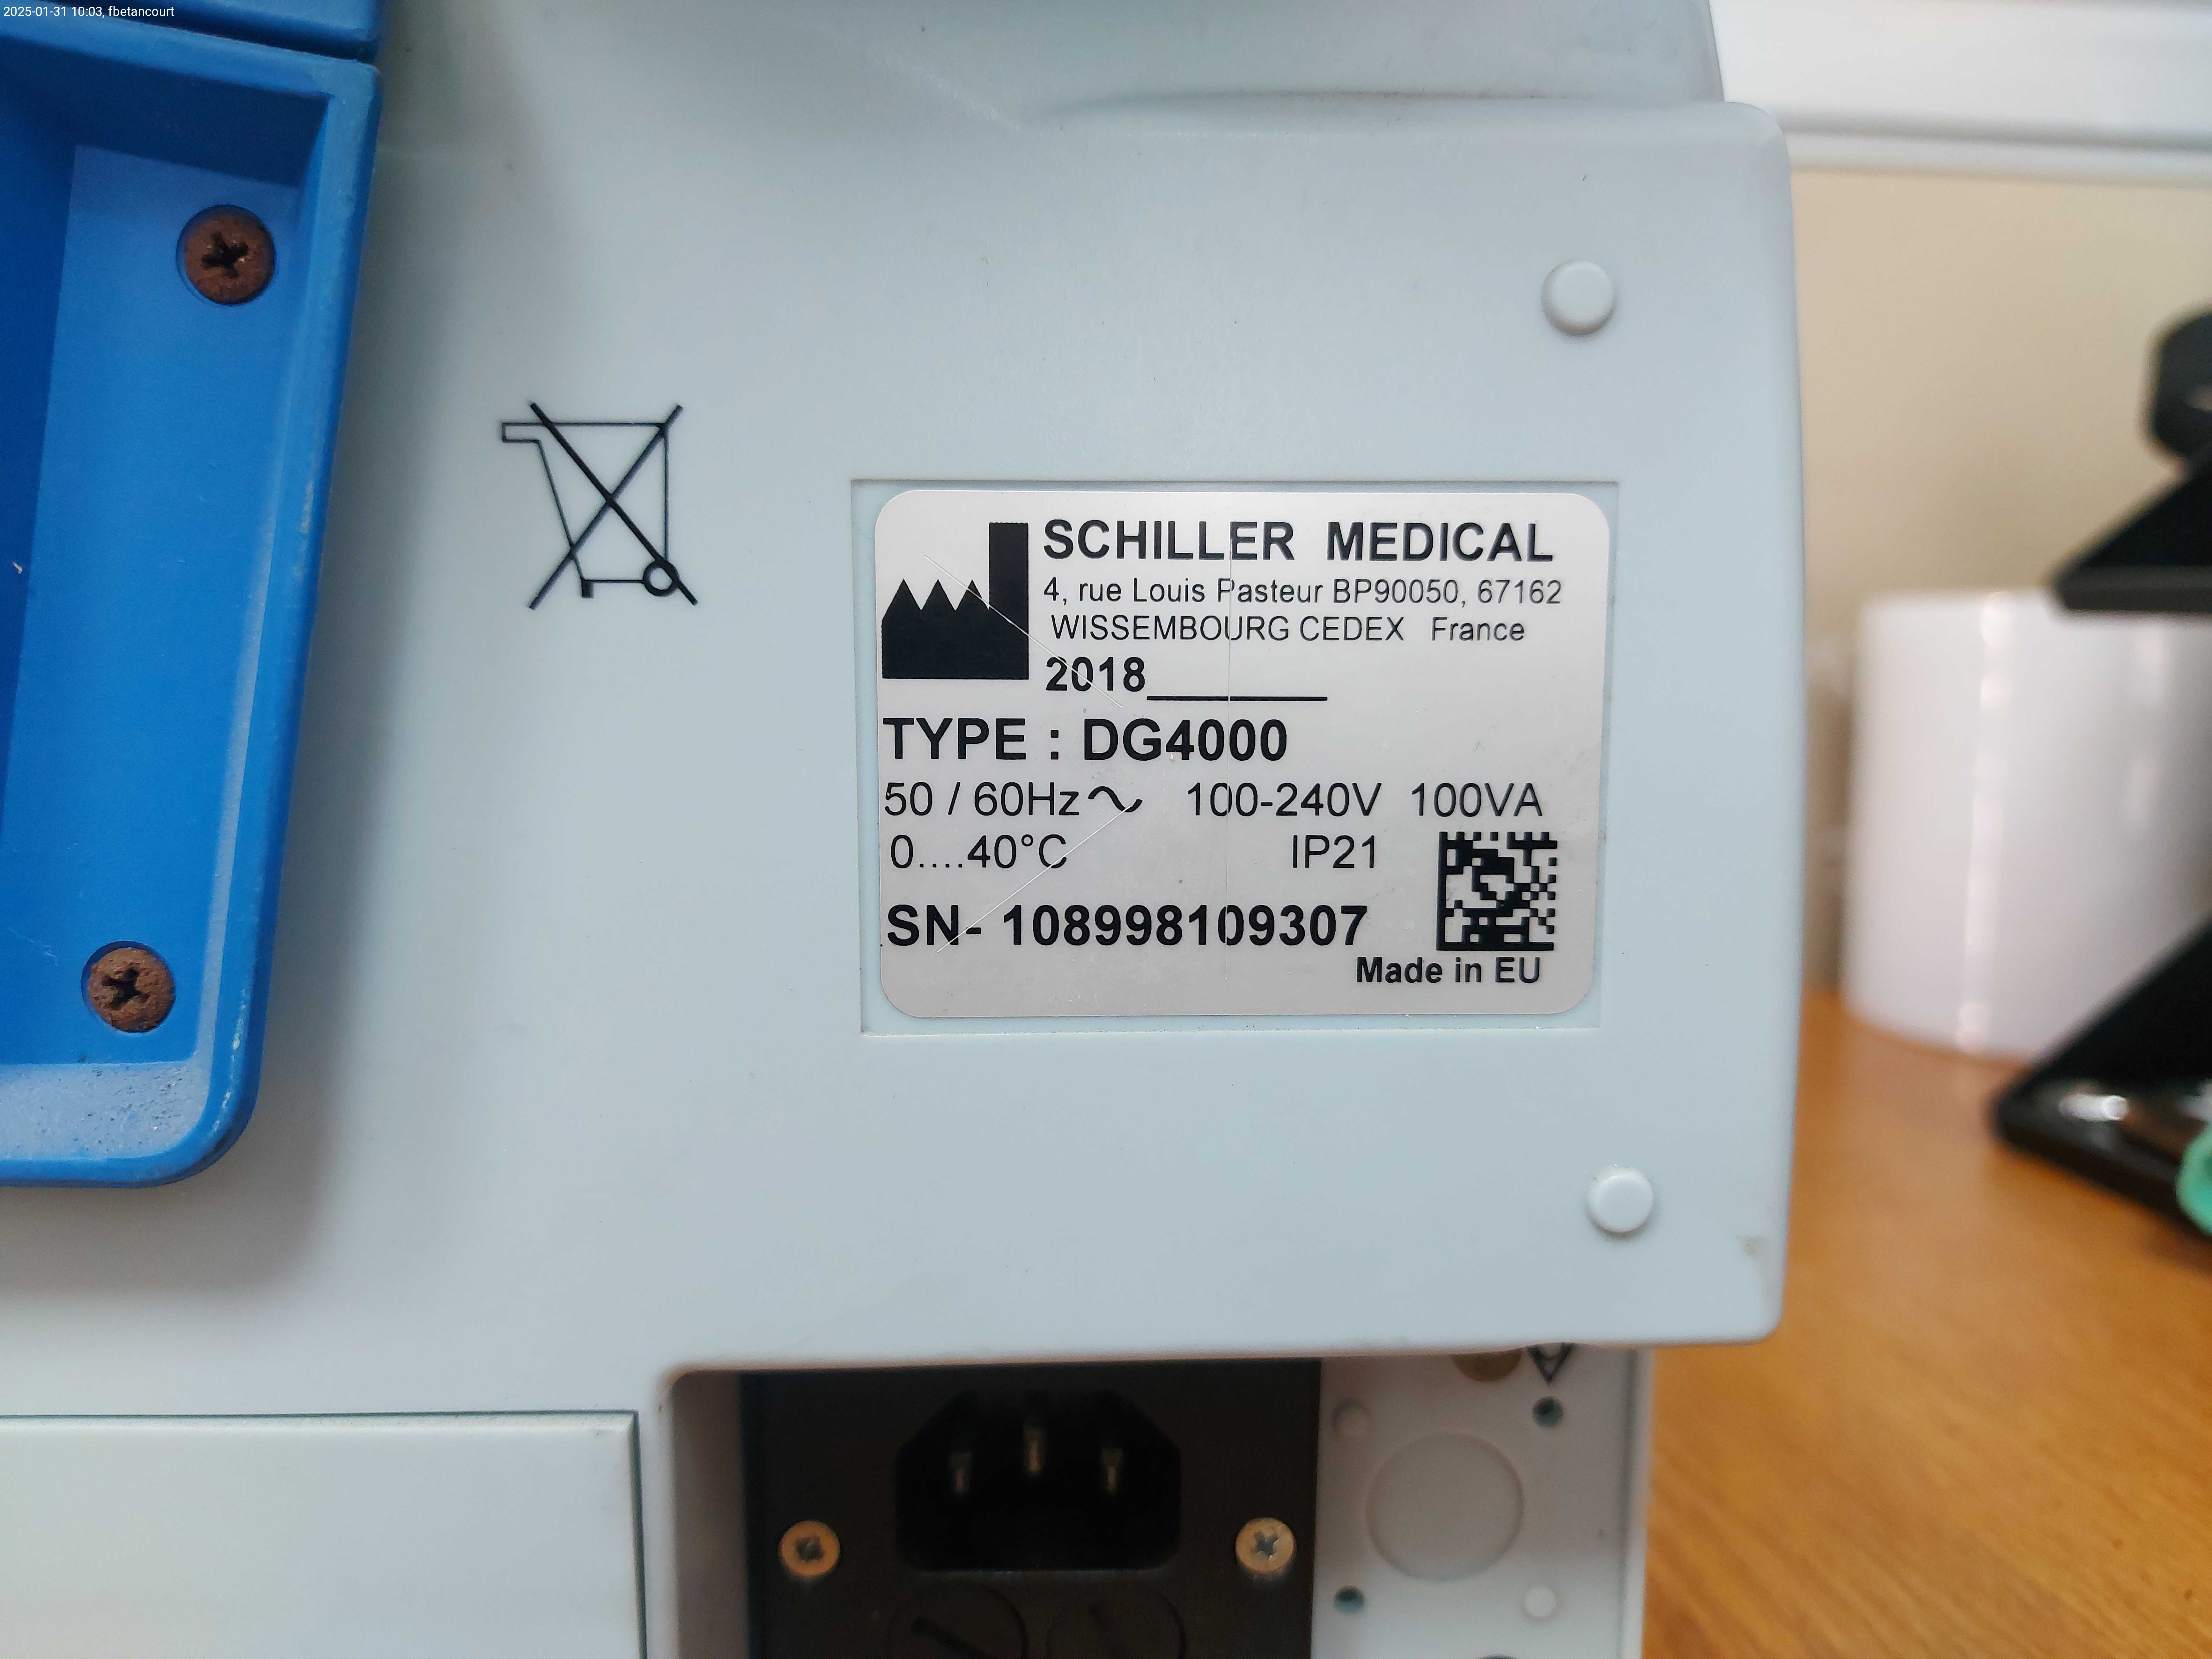 2025-01-31 10:03, fbetancourt
SCHILLER MEDICAL
4, rue Louis Pasteur BP90050, 67162
WISSEMBOURG CEDEX France
2018________
TYPE : DG4000
50 / 60Hz∿ 100-240V 100VA
0....40°C IP21
SN- 108998109307
Made in EU